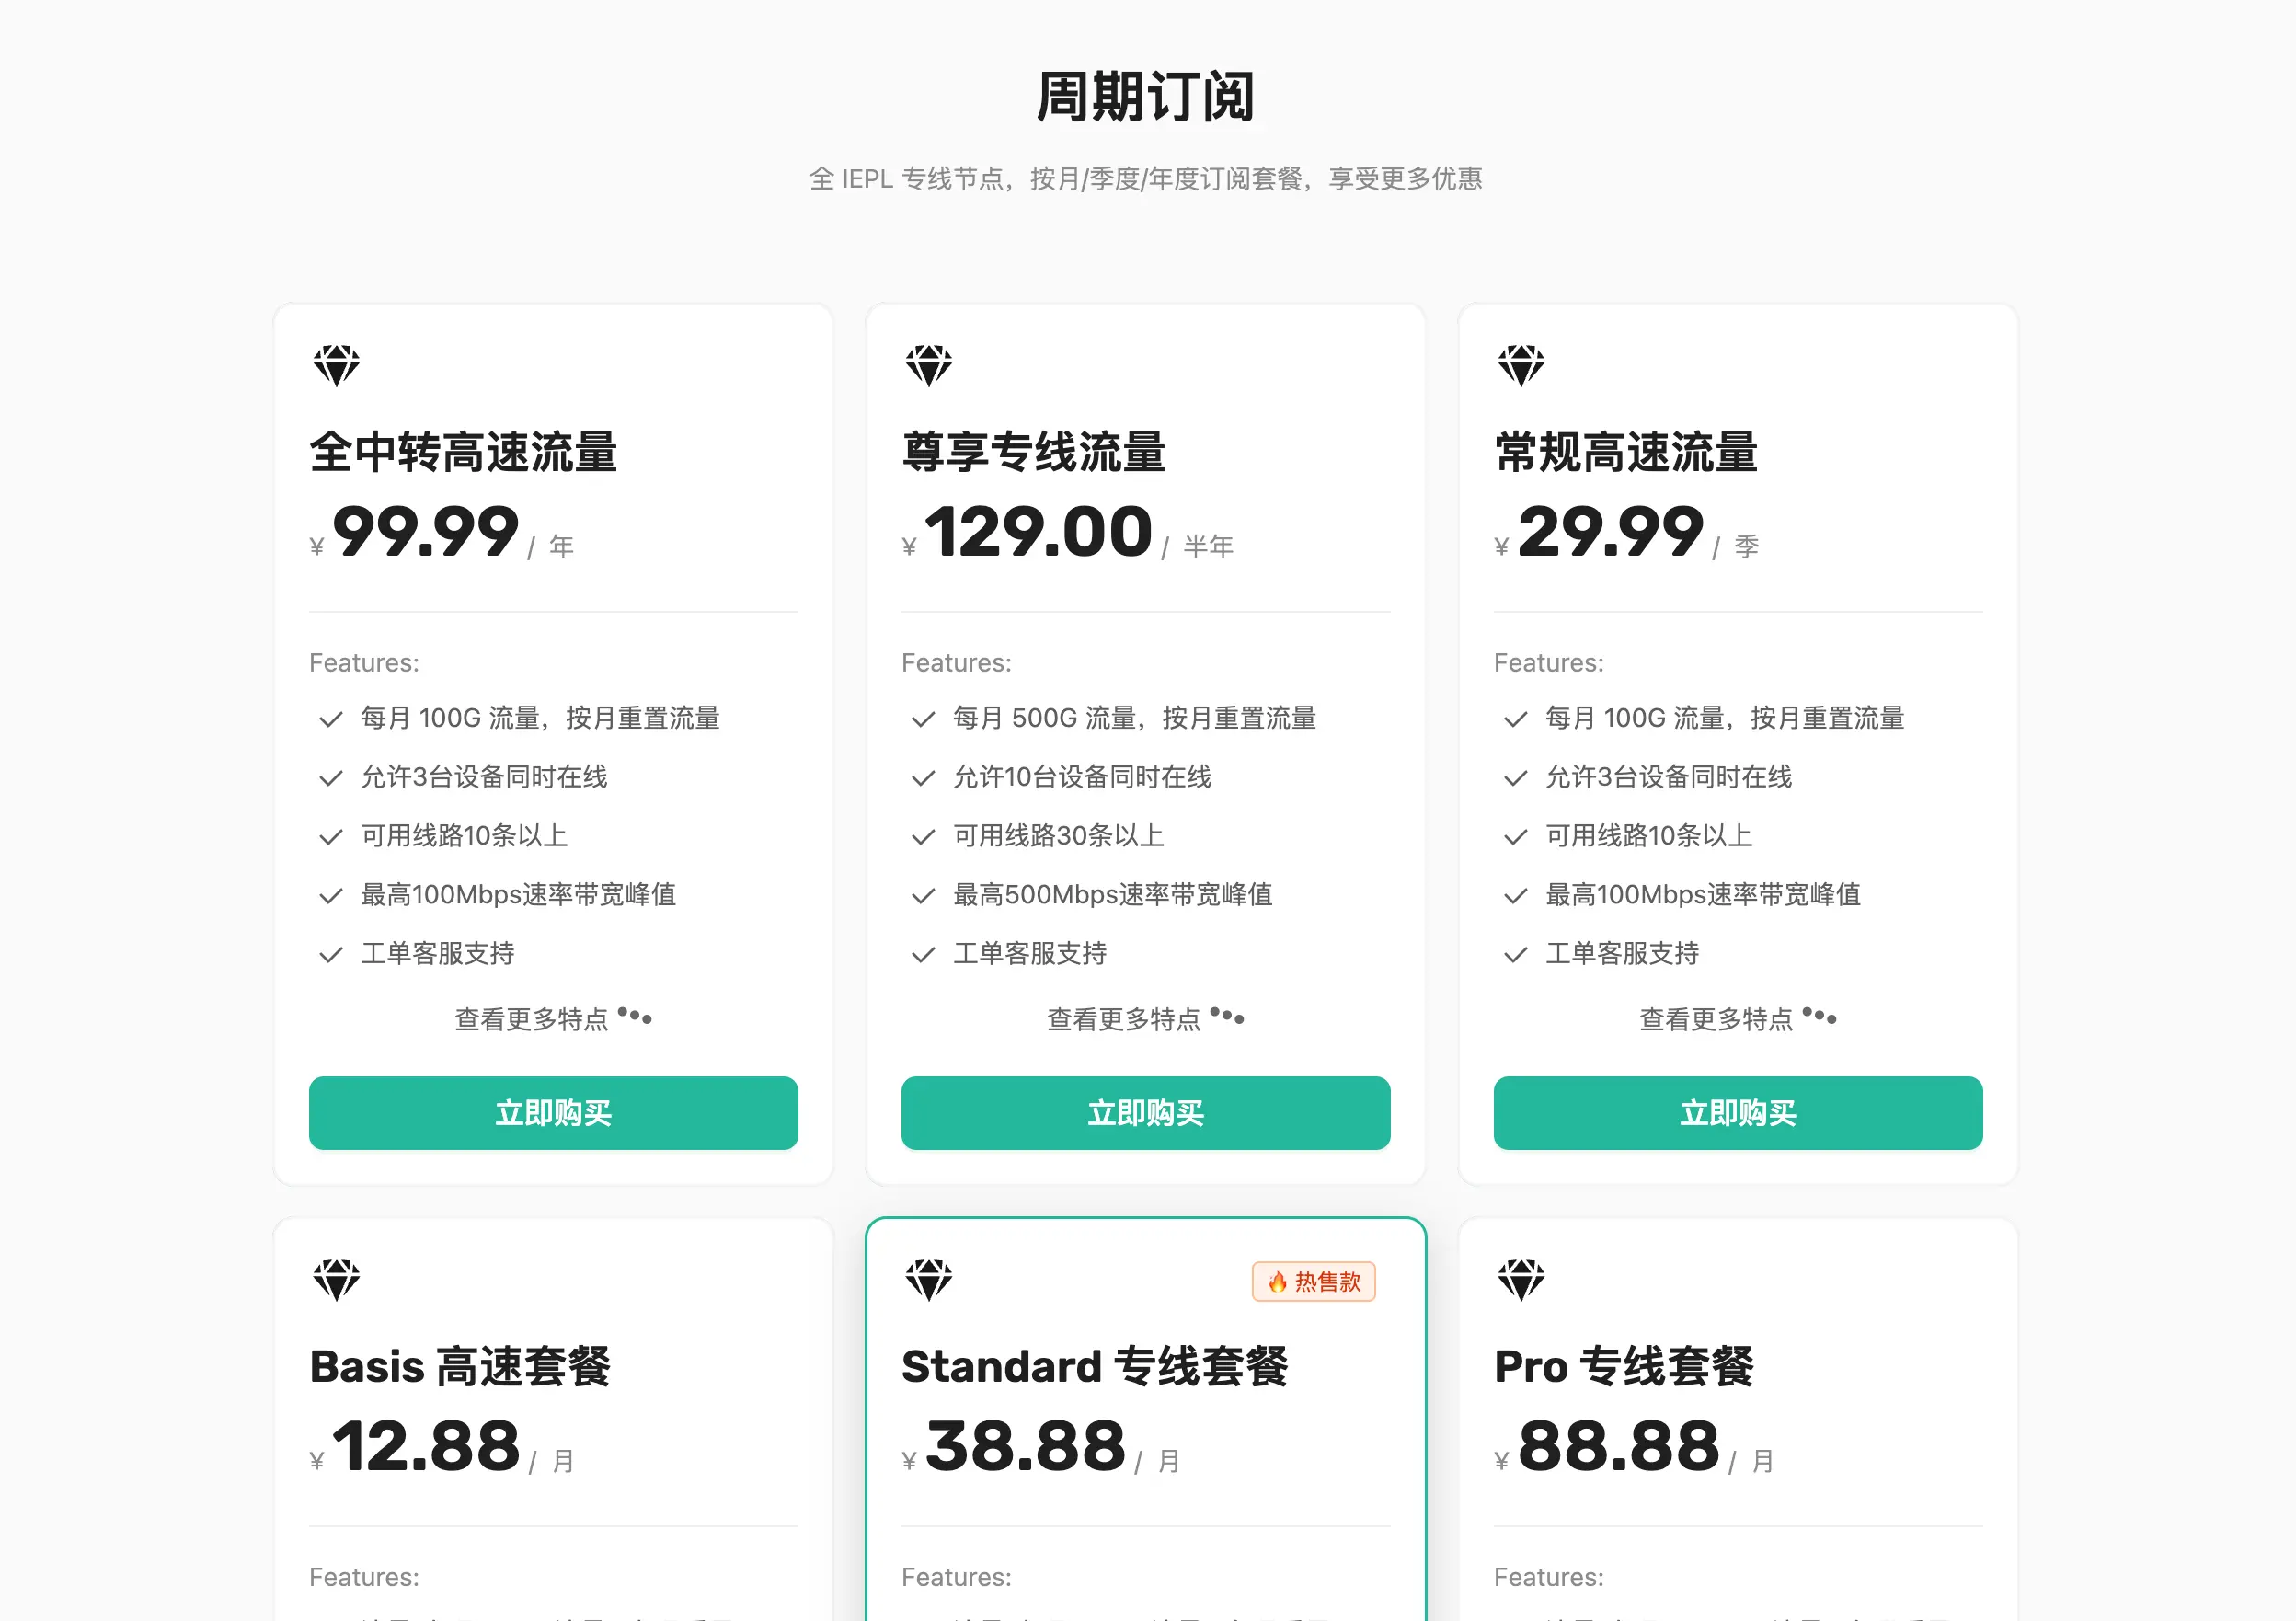 周期订阅
全 IEPL 专线节点，按月/季度/年度订阅套餐，享受更多优惠
全中转高速流量
¥ 99.99 / 年
Features:
每月 100G 流量，按月重置流量
允许3台设备同时在线
可用线路10条以上
最高100Mbps速率带宽峰值
工单客服支持
查看更多特点
立即购买
尊享专线流量
¥ 129.00 / 半年
Features:
每月 500G 流量，按月重置流量
允许10台设备同时在线
可用线路30条以上
最高500Mbps速率带宽峰值
工单客服支持
查看更多特点
立即购买
常规高速流量
¥ 29.99 / 季
Features:
每月 100G 流量，按月重置流量
允许3台设备同时在线
可用线路10条以上
最高100Mbps速率带宽峰值
工单客服支持
查看更多特点
立即购买
Basis 高速套餐
¥ 12.88 / 月
Features:
🔥 热售款
Standard 专线套餐
¥ 38.88 / 月
Features:
Pro 专线套餐
¥ 88.88 / 月
Features: